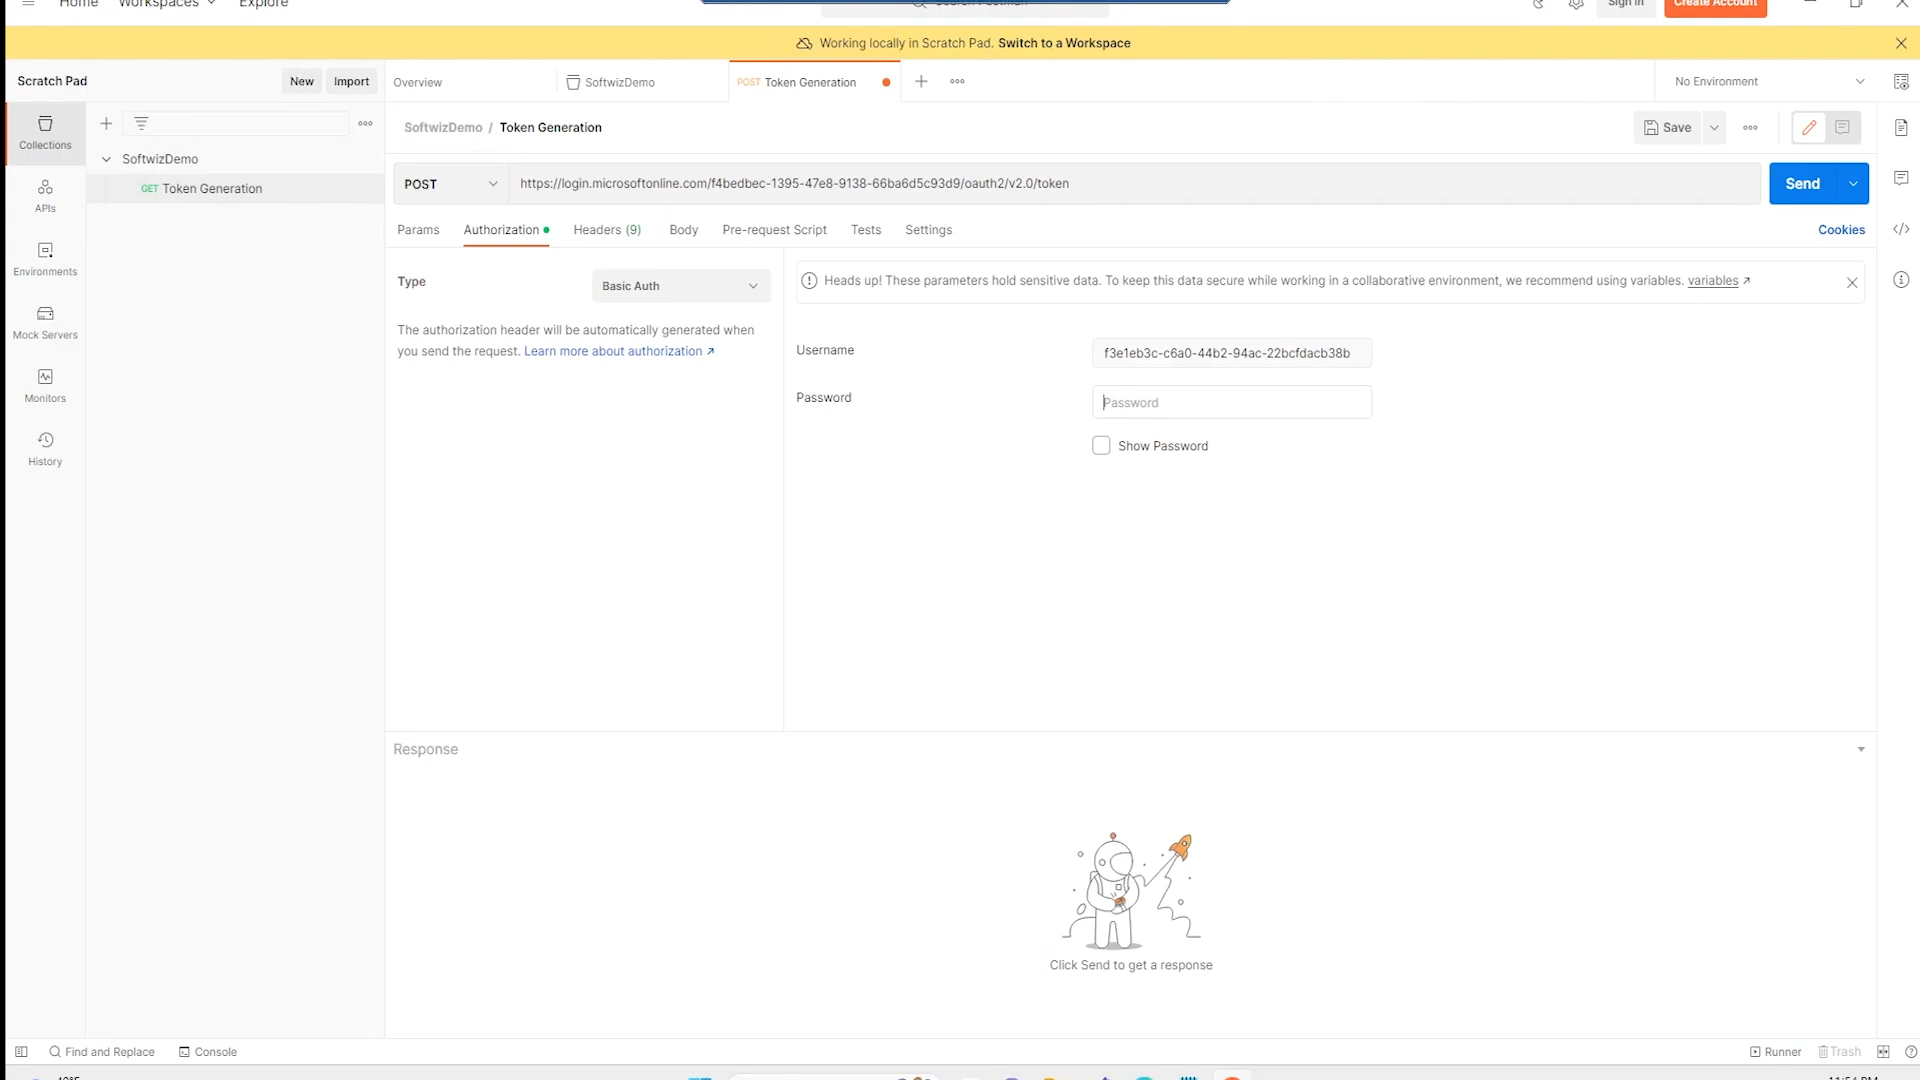 Home Workspaces Explore
Sign In Create Account
Working locally in Scratch Pad. Switch to a Workspace
Scratch Pad New Import
Overview SoftwizDemo POST Token Generation No Environment
SoftwizDemo / Token Generation Save
Collections
SoftwizDemo
GET Token Generation
POST https://login.microsoftonline.com/f4bedbec-1395-47e8-9138-66ba6d5c93d9/oauth2/v2.0/token Send
APIs
Params Authorization Headers (9) Body Pre-request Script Tests Settings Cookies
Environments
Type Basic Auth
Heads up! These parameters hold sensitive data. To keep this data secure while working in a collaborative environment, we recommend using variables. variables
Mock Servers
The authorization header will be automatically generated when
you send the request. Learn more about authorization
Username f3e1eb3c-c6a0-44b2-94ac-22bcfdacb38b
Monitors
Password Password
Show Password
History
Response
Click Send to get a response
Find and Replace Console Runner Trash